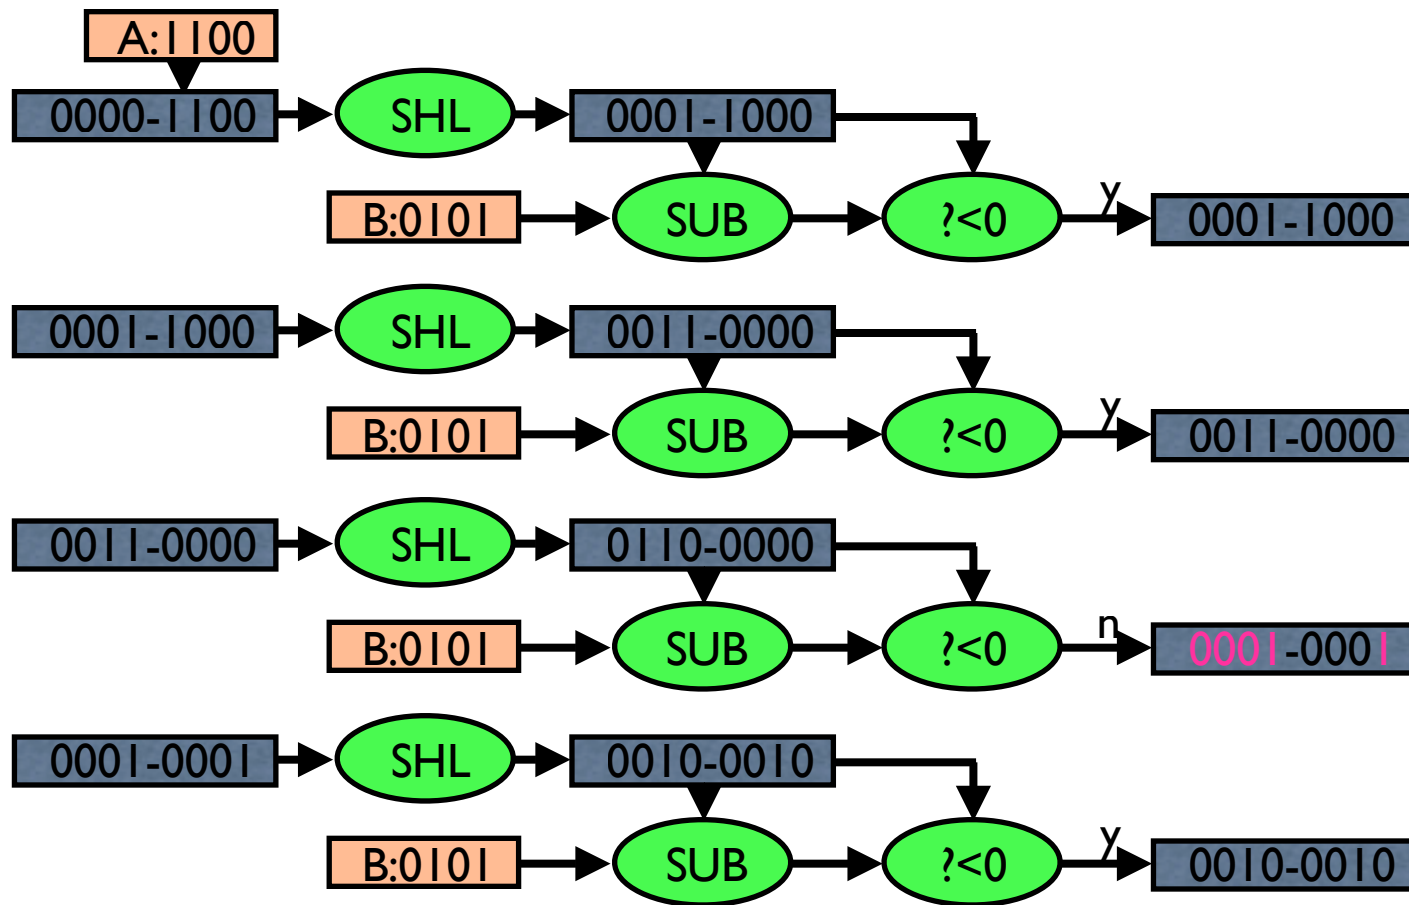 A:1100
0000-1100 SHL 0001-1000
B:0101 SUB ?<0 y 0001-1000
0001-1000 SHL 0011-0000
B:0101 SUB ?<0 y 0011-0000
0011-0000 SHL 0110-0000
B:0101 SUB ?<0 n 0001-0001
0001-0001 SHL 0010-0010
B:0101 SUB ?<0 y 0010-0010